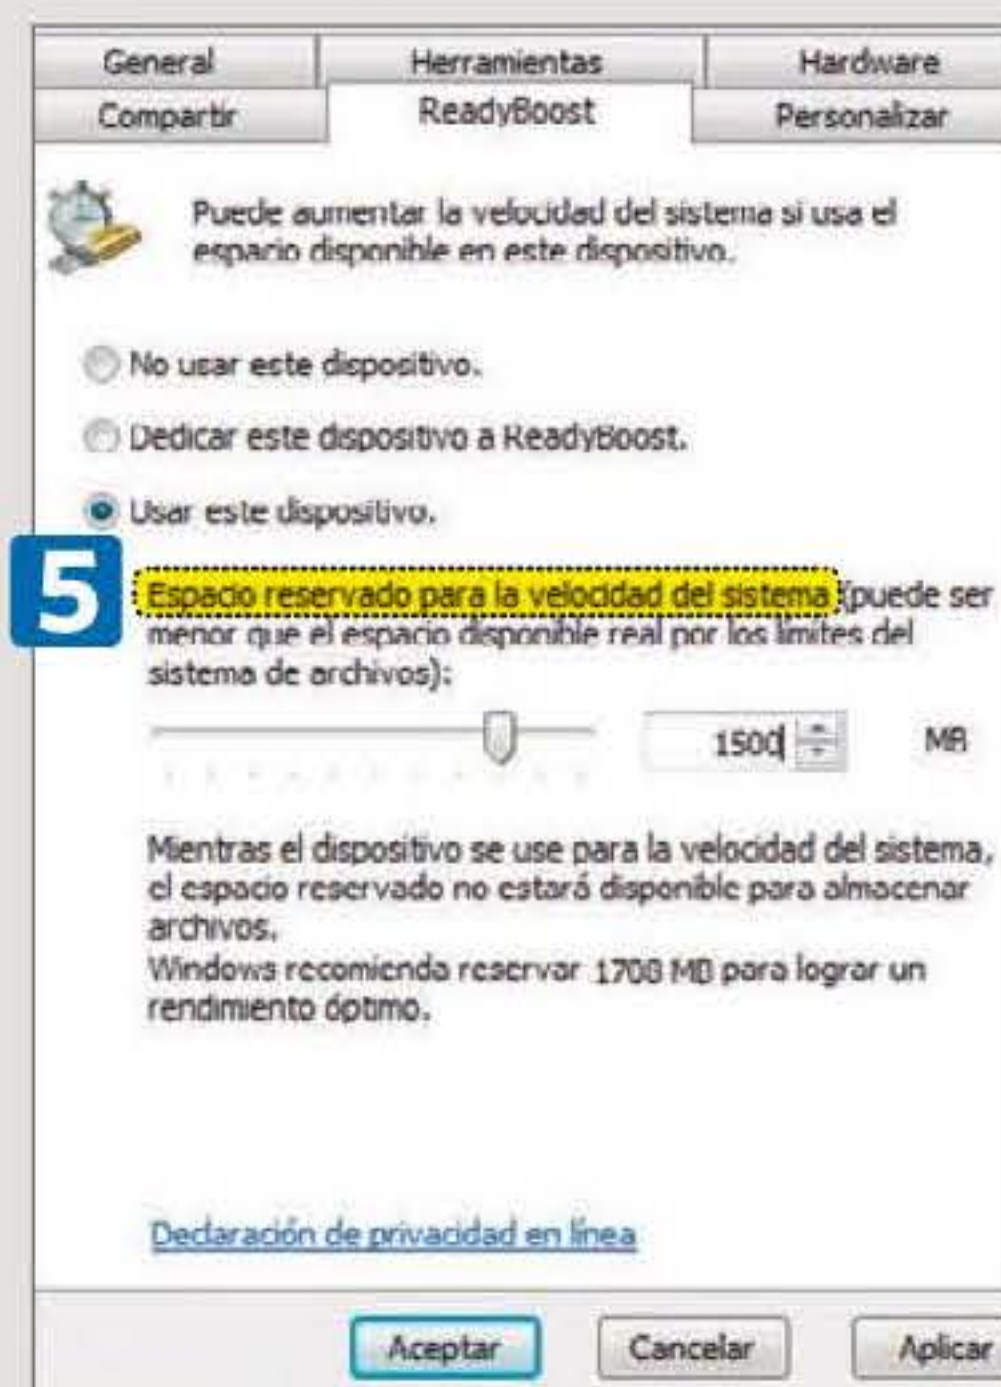 General Herramientas Hardware
Compartir ReadyBoost Personalizar
Puede aumentar la velocidad del sistema si usa el
espacio disponible en este dispositivo.
No usar este dispositivo.
Dedicar este dispositivo a ReadyBoost.
Usar este dispositivo.
5
Espacio reservado para la velocidad del sistema (puede ser
menor que el espacio disponible real por los límites del
sistema de archivos):
1500 MB
Mientras el dispositivo se use para la velocidad del sistema,
el espacio reservado no estará disponible para almacenar
archivos.
Windows recomienda reservar 1708 MB para lograr un
rendimiento óptimo.
Declaración de privacidad en línea
Aceptar Cancelar Aplicar